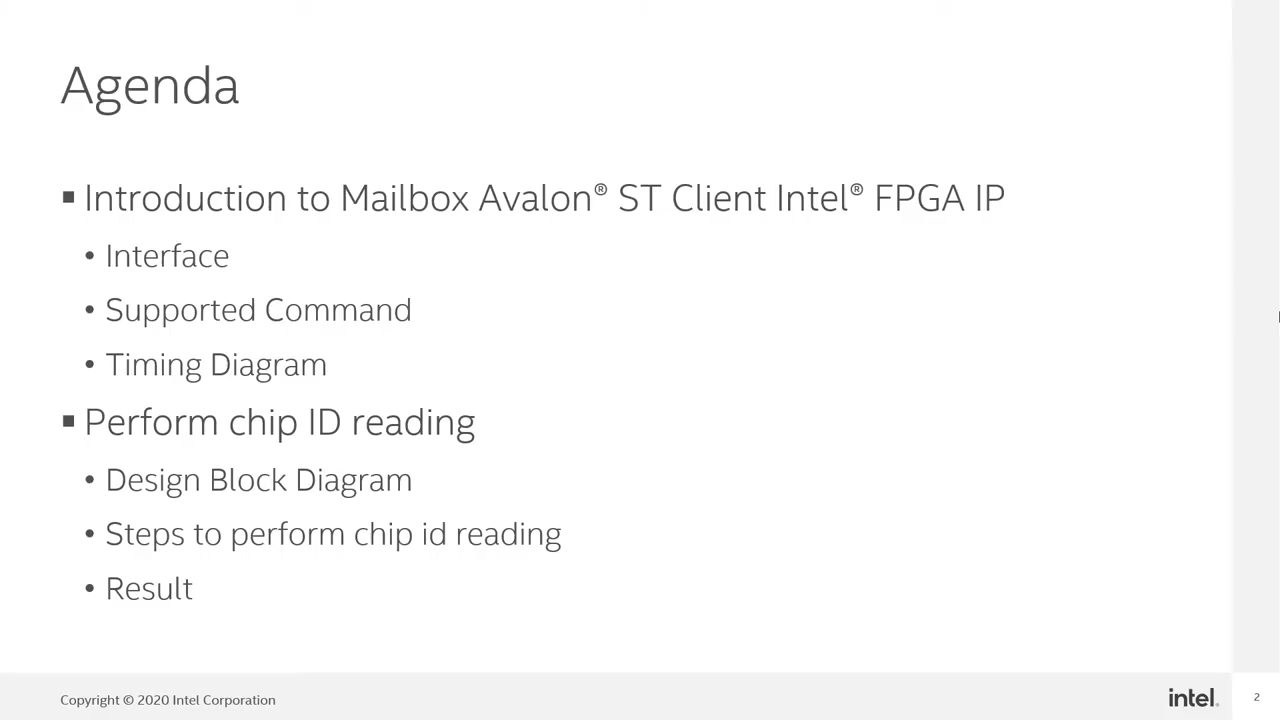 Agenda
▪ Introduction to Mailbox Avalon® ST Client Intel® FPGA IP
• Interface
• Supported Command
• Timing Diagram
▪ Perform chip ID reading
• Design Block Diagram
• Steps to perform chip id reading
• Result
Copyright © 2020 Intel Corporation
intel.
2